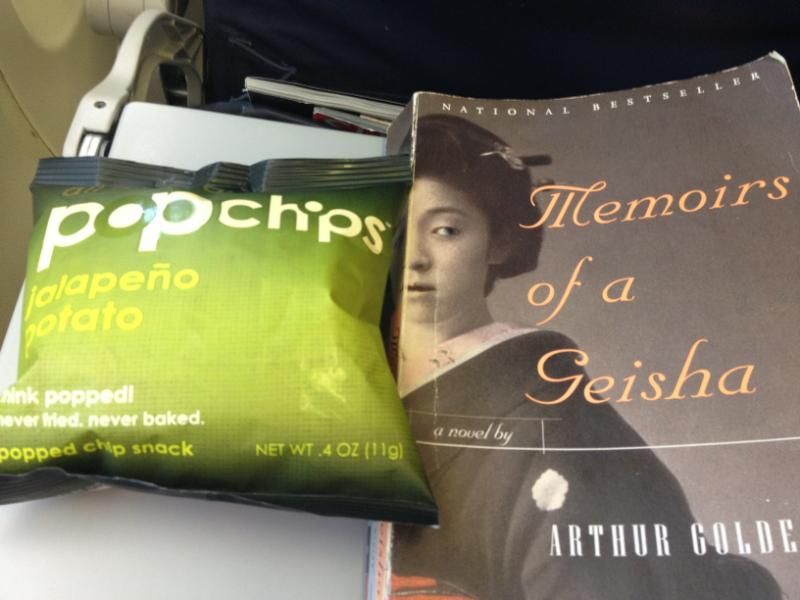 popchips
jalapeño
potato
hink popped!
never fried. never baked.
popped chip snack
NET WT .4 OZ (11g)
NATIONAL BESTSELLER
Memoirs
of a
Geisha
a novel by
ARTHUR GOLDE